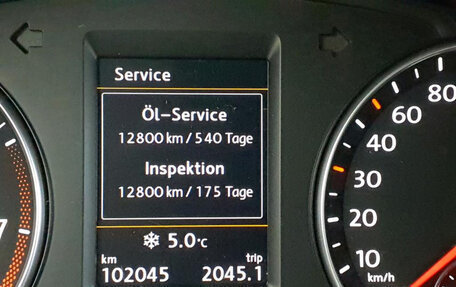 Service
Öl-Service
12800 km / 540 Tage
Inspektion
12800 km / 175 Tage
❄ 5.0°C
km trip
102045 2045.1
7
80
60
40
30
20
10
km/h